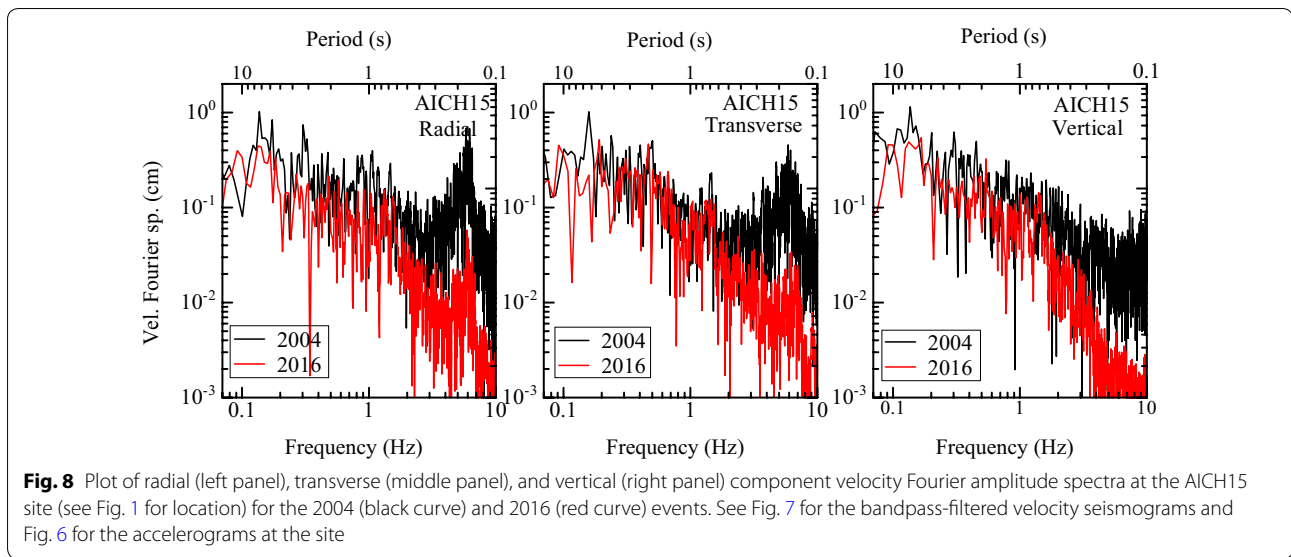 Period (s)
Period (s)
Period (s)
10 1 0.1
10 1 0.1
10 1 0.1
AICH15
Radial
AICH15
Transverse
AICH15
Vertical
Vel. Fourier sp. (cm)
10⁰
10⁻¹
10⁻²
10⁻³
10⁰
10⁻¹
10⁻²
10⁻³
10⁰
10⁻¹
10⁻²
10⁻³
2004
2016
2004
2016
2004
2016
0.1 1 10
0.1 1 10
0.1 1 10
Frequency (Hz)
Frequency (Hz)
Frequency (Hz)
Fig. 8 Plot of radial (left panel), transverse (middle panel), and vertical (right panel) component velocity Fourier amplitude spectra at the AICH15
site (see Fig. 1 for location) for the 2004 (black curve) and 2016 (red curve) events. See Fig. 7 for the bandpass-filtered velocity seismograms and
Fig. 6 for the accelerograms at the site